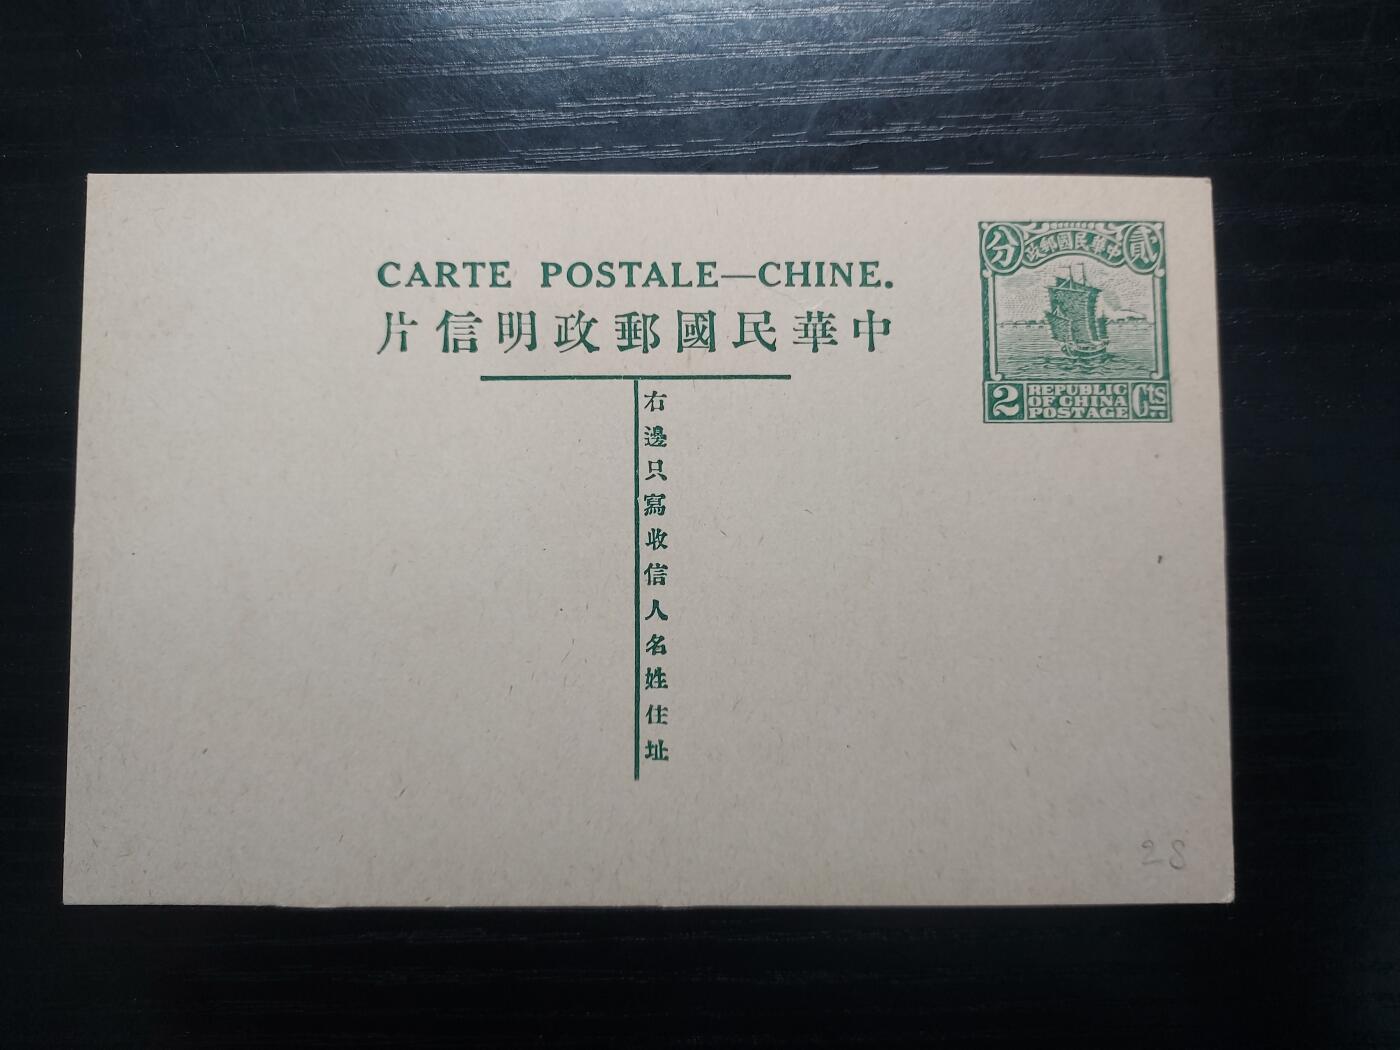 CARTE POSTALE—CHINE.
中華民國郵政明信片
右邊只寫收信人名姓住址
貳 中華民國郵政 分
2 REPUBLIC OF CHINA POSTAGE Cts
28